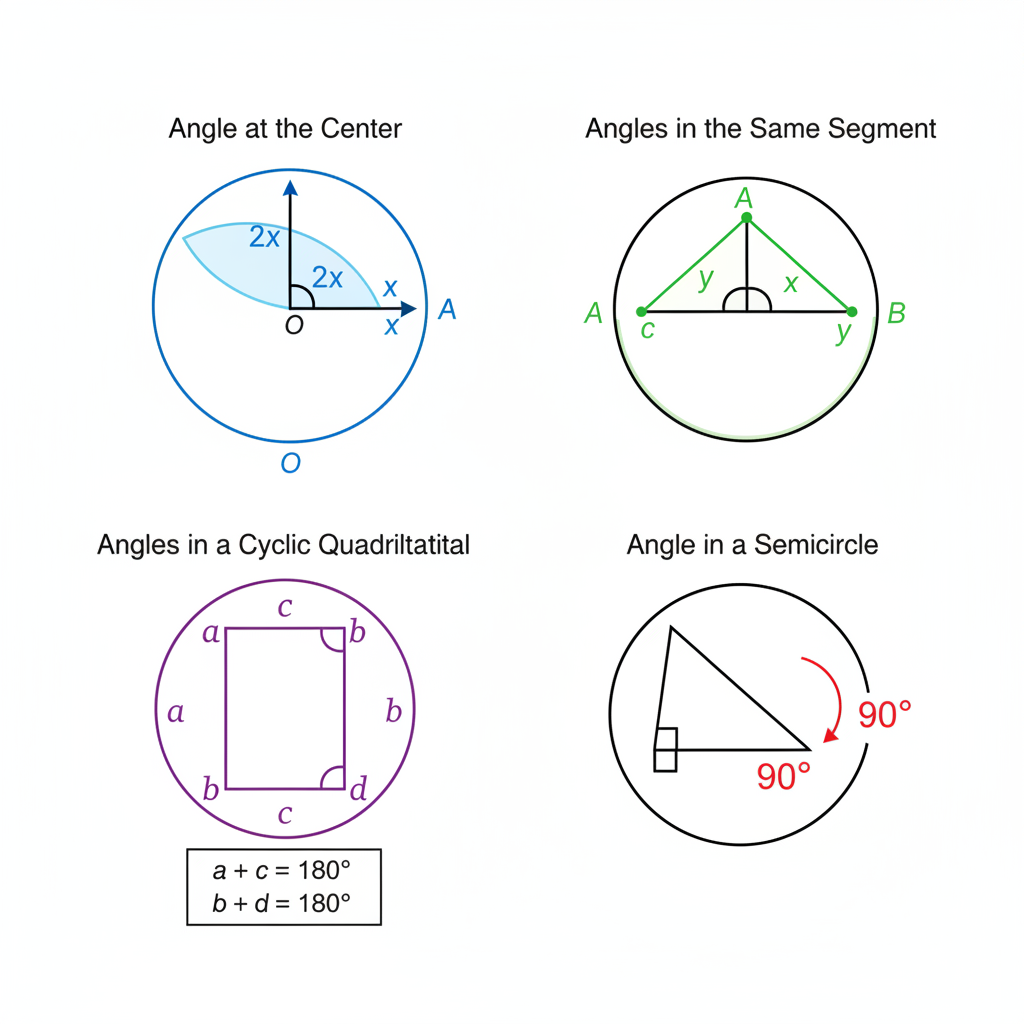 Angle at the Center
2x
2x
x
A
O
x
O
Angles in the Same Segment
A
y
x
A
B
c
y
Angles in a Cyclic Quadriltatital
c
a
b
a
b
b
d
c
a + c = 180°
b + d = 180°
Angle in a Semicircle
90°
90°